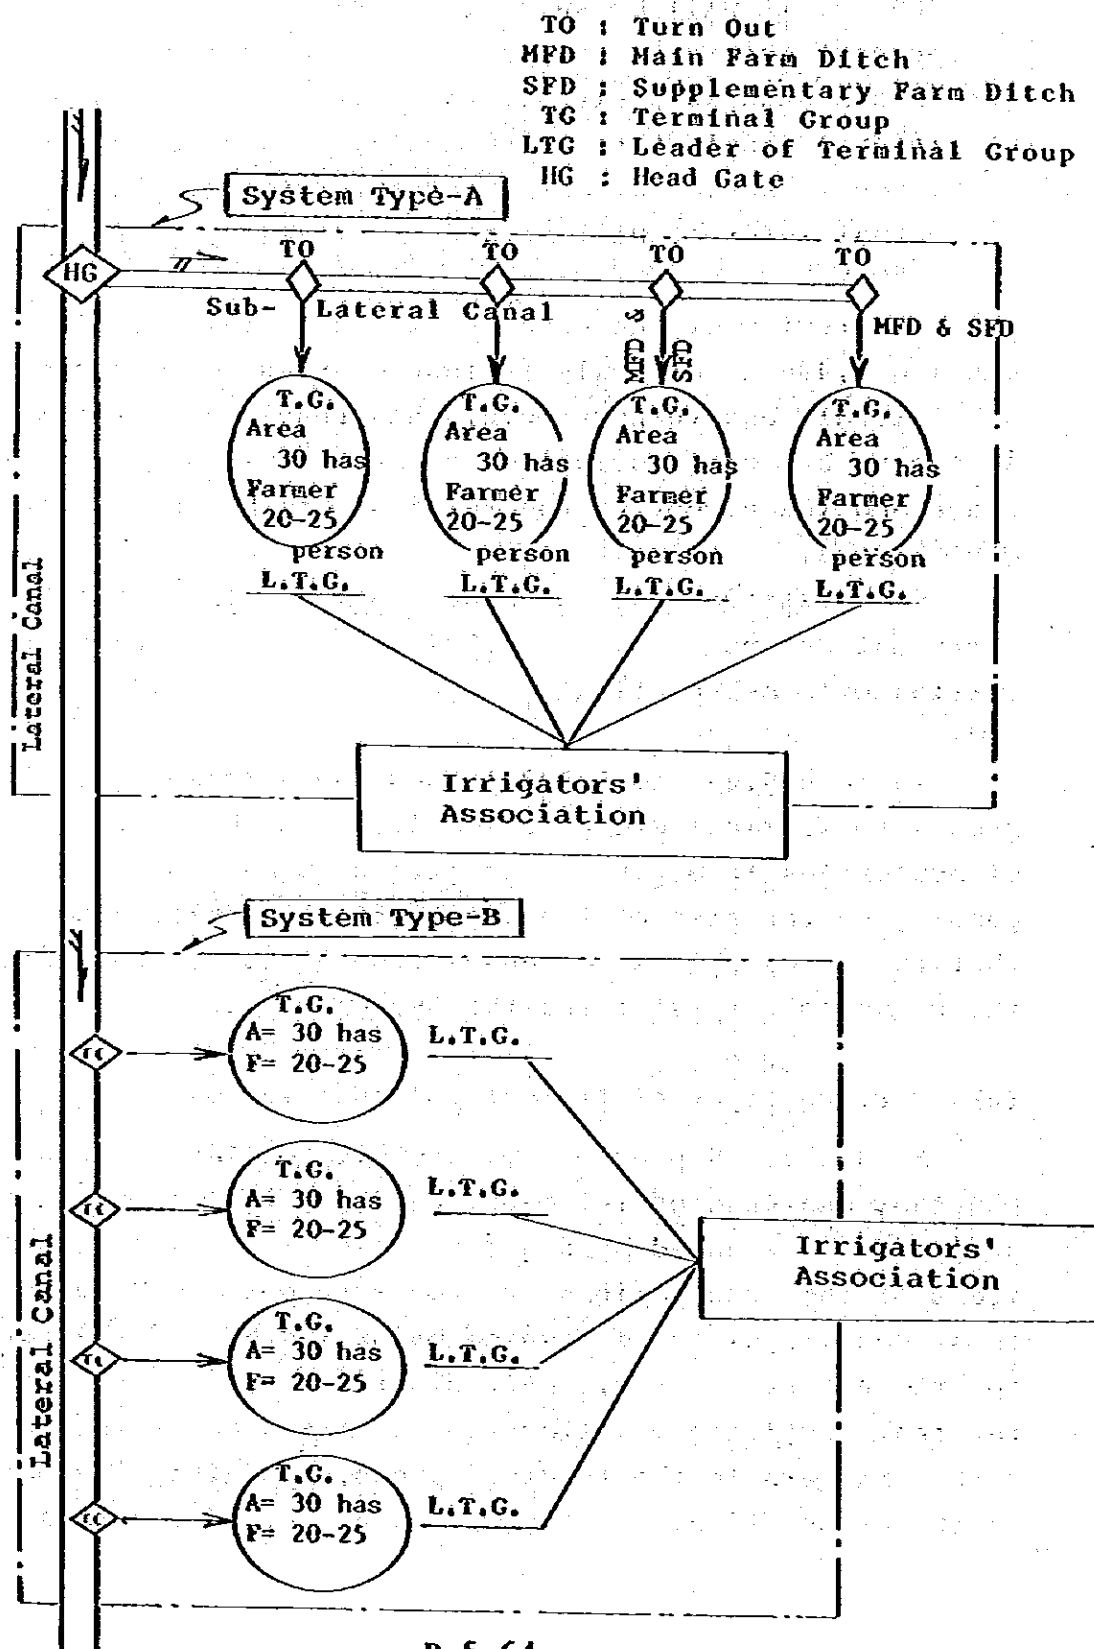 TO : Turn Out
MFD : Main Farm Ditch
SFD : Supplementary Farm Ditch
TG : Terminal Group
LTG : Leader of Terminal Group
HG : Head Gate
System Type-A
HG
TO
TO
TO
TO
Sub- Lateral Canal
MFD &
SFD
MFD & SFD
T.G.
Area
30 has
Farmer
20-25
person
L.T.G.
T.G.
Area
30 has
Farmer
20-25
person
L.T.G.
T.G.
Area
30 has
Farmer
20-25
person
L.T.G.
T.G.
Area
30 has
Farmer
20-25
person
L.T.G.
Lateral Canal
Irrigators'
Association
System Type-B
T.G.
A= 30 has
F= 20-25
L.T.G.
T.G.
A= 30 has
F= 20-25
L.T.G.
T.G.
A= 30 has
F= 20-25
L.T.G.
T.G.
A= 30 has
F= 20-25
L.T.G.
Lateral Canal
Irrigators'
Association